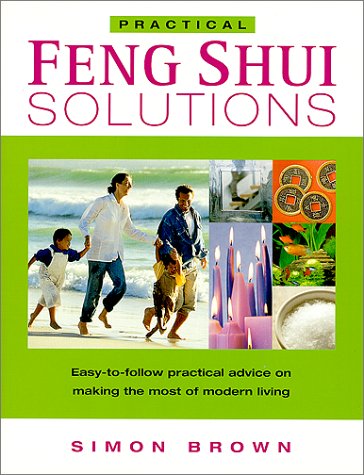 PRACTICAL
FENG SHUI
SOLUTIONS
Easy-to-follow practical advice on
making the most of modern living
SIMON BROWN